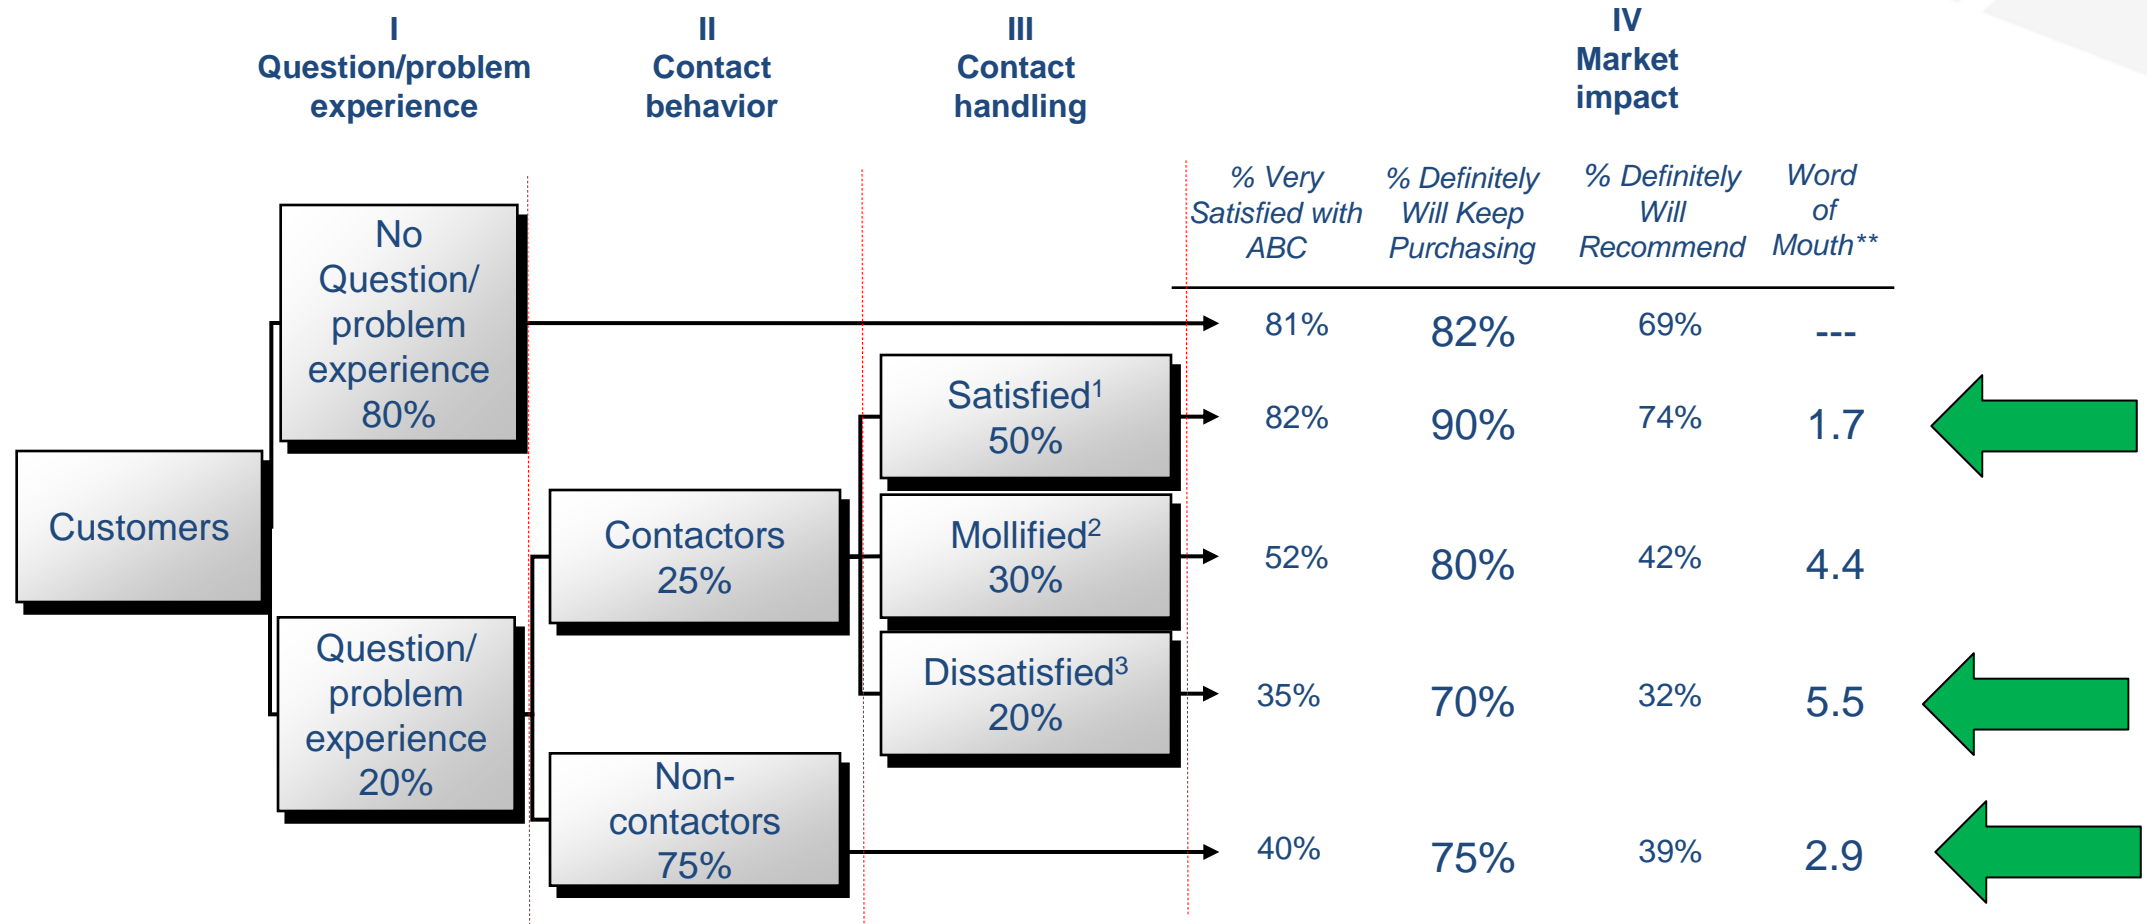 I
Question/problem
experience
II
Contact
behavior
III
Contact
handling
IV
Market
impact
% Very
Satisfied with
ABC
% Definitely
Will Keep
Purchasing
% Definitely
Will
Recommend
Word
of
Mouth**
No
Question/
problem
experience
80%
81%
82%
69%
---
Satisfied¹
50%
82%
90%
74%
1.7
Customers
Contactors
25%
Mollified²
30%
52%
80%
42%
4.4
Question/
problem
experience
20%
Dissatisfied³
20%
35%
70%
32%
5.5
Non-
contactors
75%
40%
75%
39%
2.9